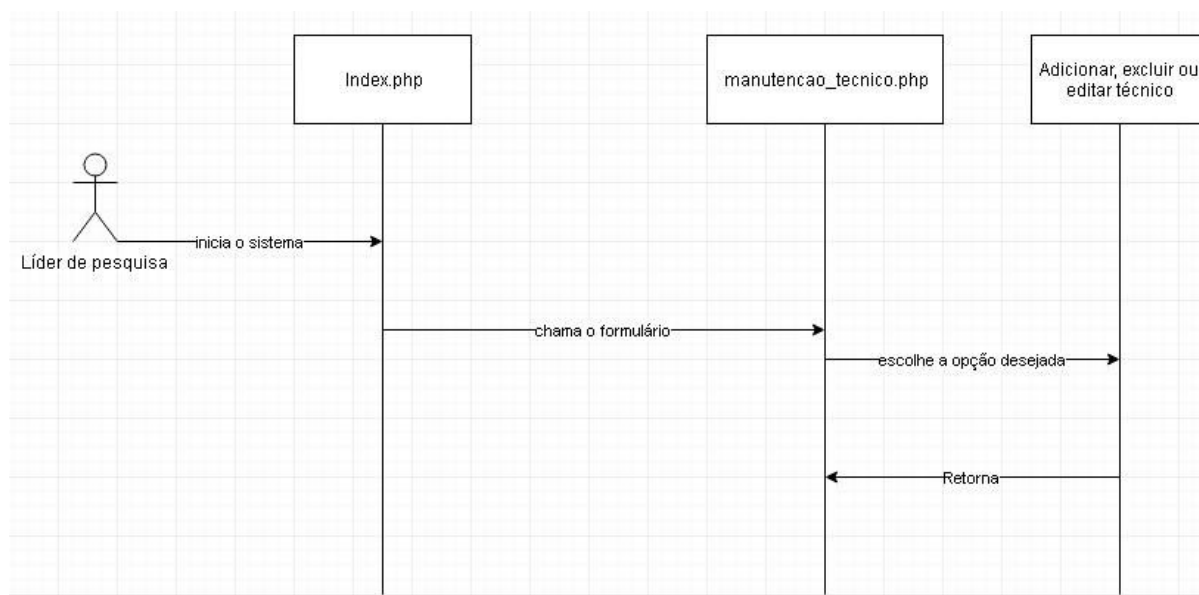 Index.php
manutencao_tecnico.php
Adicionar, excluir ou
editar técnico
inicia o sistema
Líder de pesquisa
chama o formulário
escolhe a opção desejada
Retorna